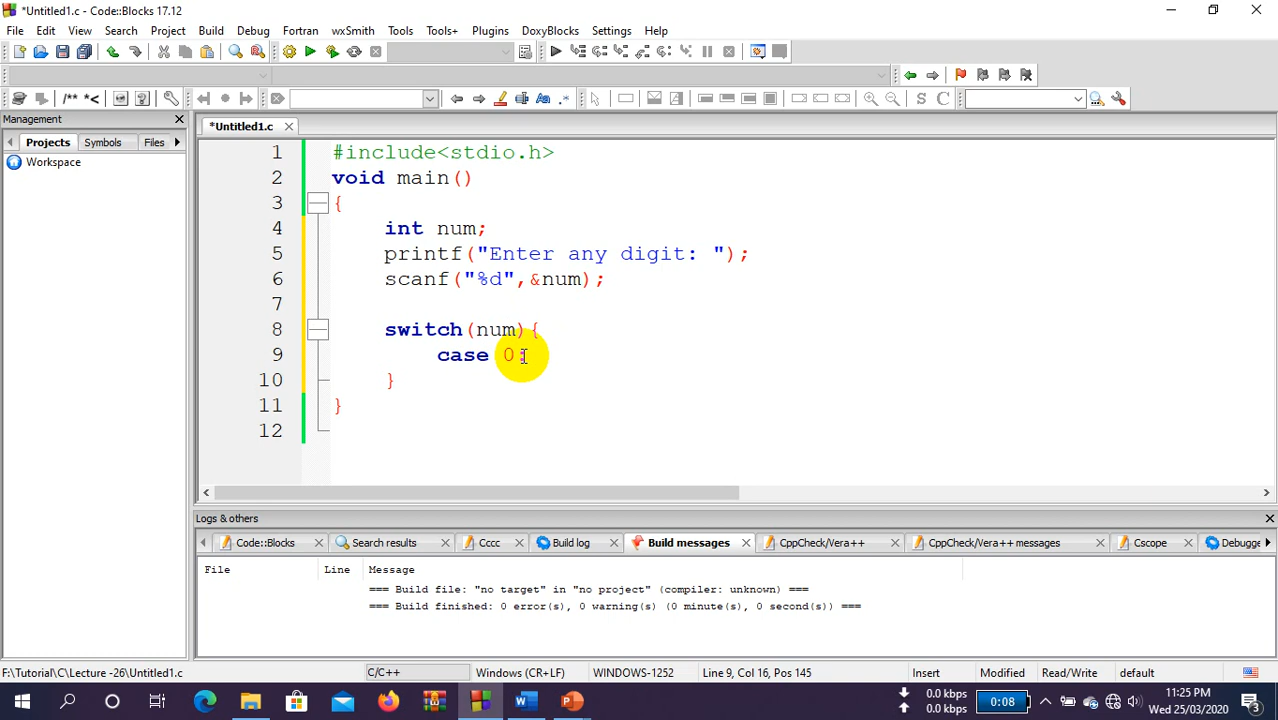 *Untitled1.c - Code::Blocks 17.12
File Edit View Search Project Build Debug Fortran wxSmith Tools Tools+ Plugins DoxyBlocks Settings Help
/** *<
S C
Management
*Untitled1.c
Projects Symbols Files
Workspace
1 #include<stdio.h>
2 void main()
3 {
4 int num;
5 printf("Enter any digit: ");
6 scanf("%d",&num);
7
8 switch(num){
9 case 0:
10 }
11 }
12
Logs & others
Code::Blocks Search results Cccc Build log Build messages CppCheck/Vera++ CppCheck/Vera++ messages Cscope Debugge
File Line Message
=== Build file: "no target" in "no project" (compiler: unknown) ===
=== Build finished: 0 error(s), 0 warning(s) (0 minute(s), 0 second(s)) ===
F:\Tutorial\C\Lecture -26\Untitled1.c C/C++ Windows (CR+LF) WINDOWS-1252 Line 9, Col 16, Pos 145 Insert Modified Read/Write default
0.0 kbps
0.0 kbps
0:08
11:25 PM
Wed 25/03/2020
3